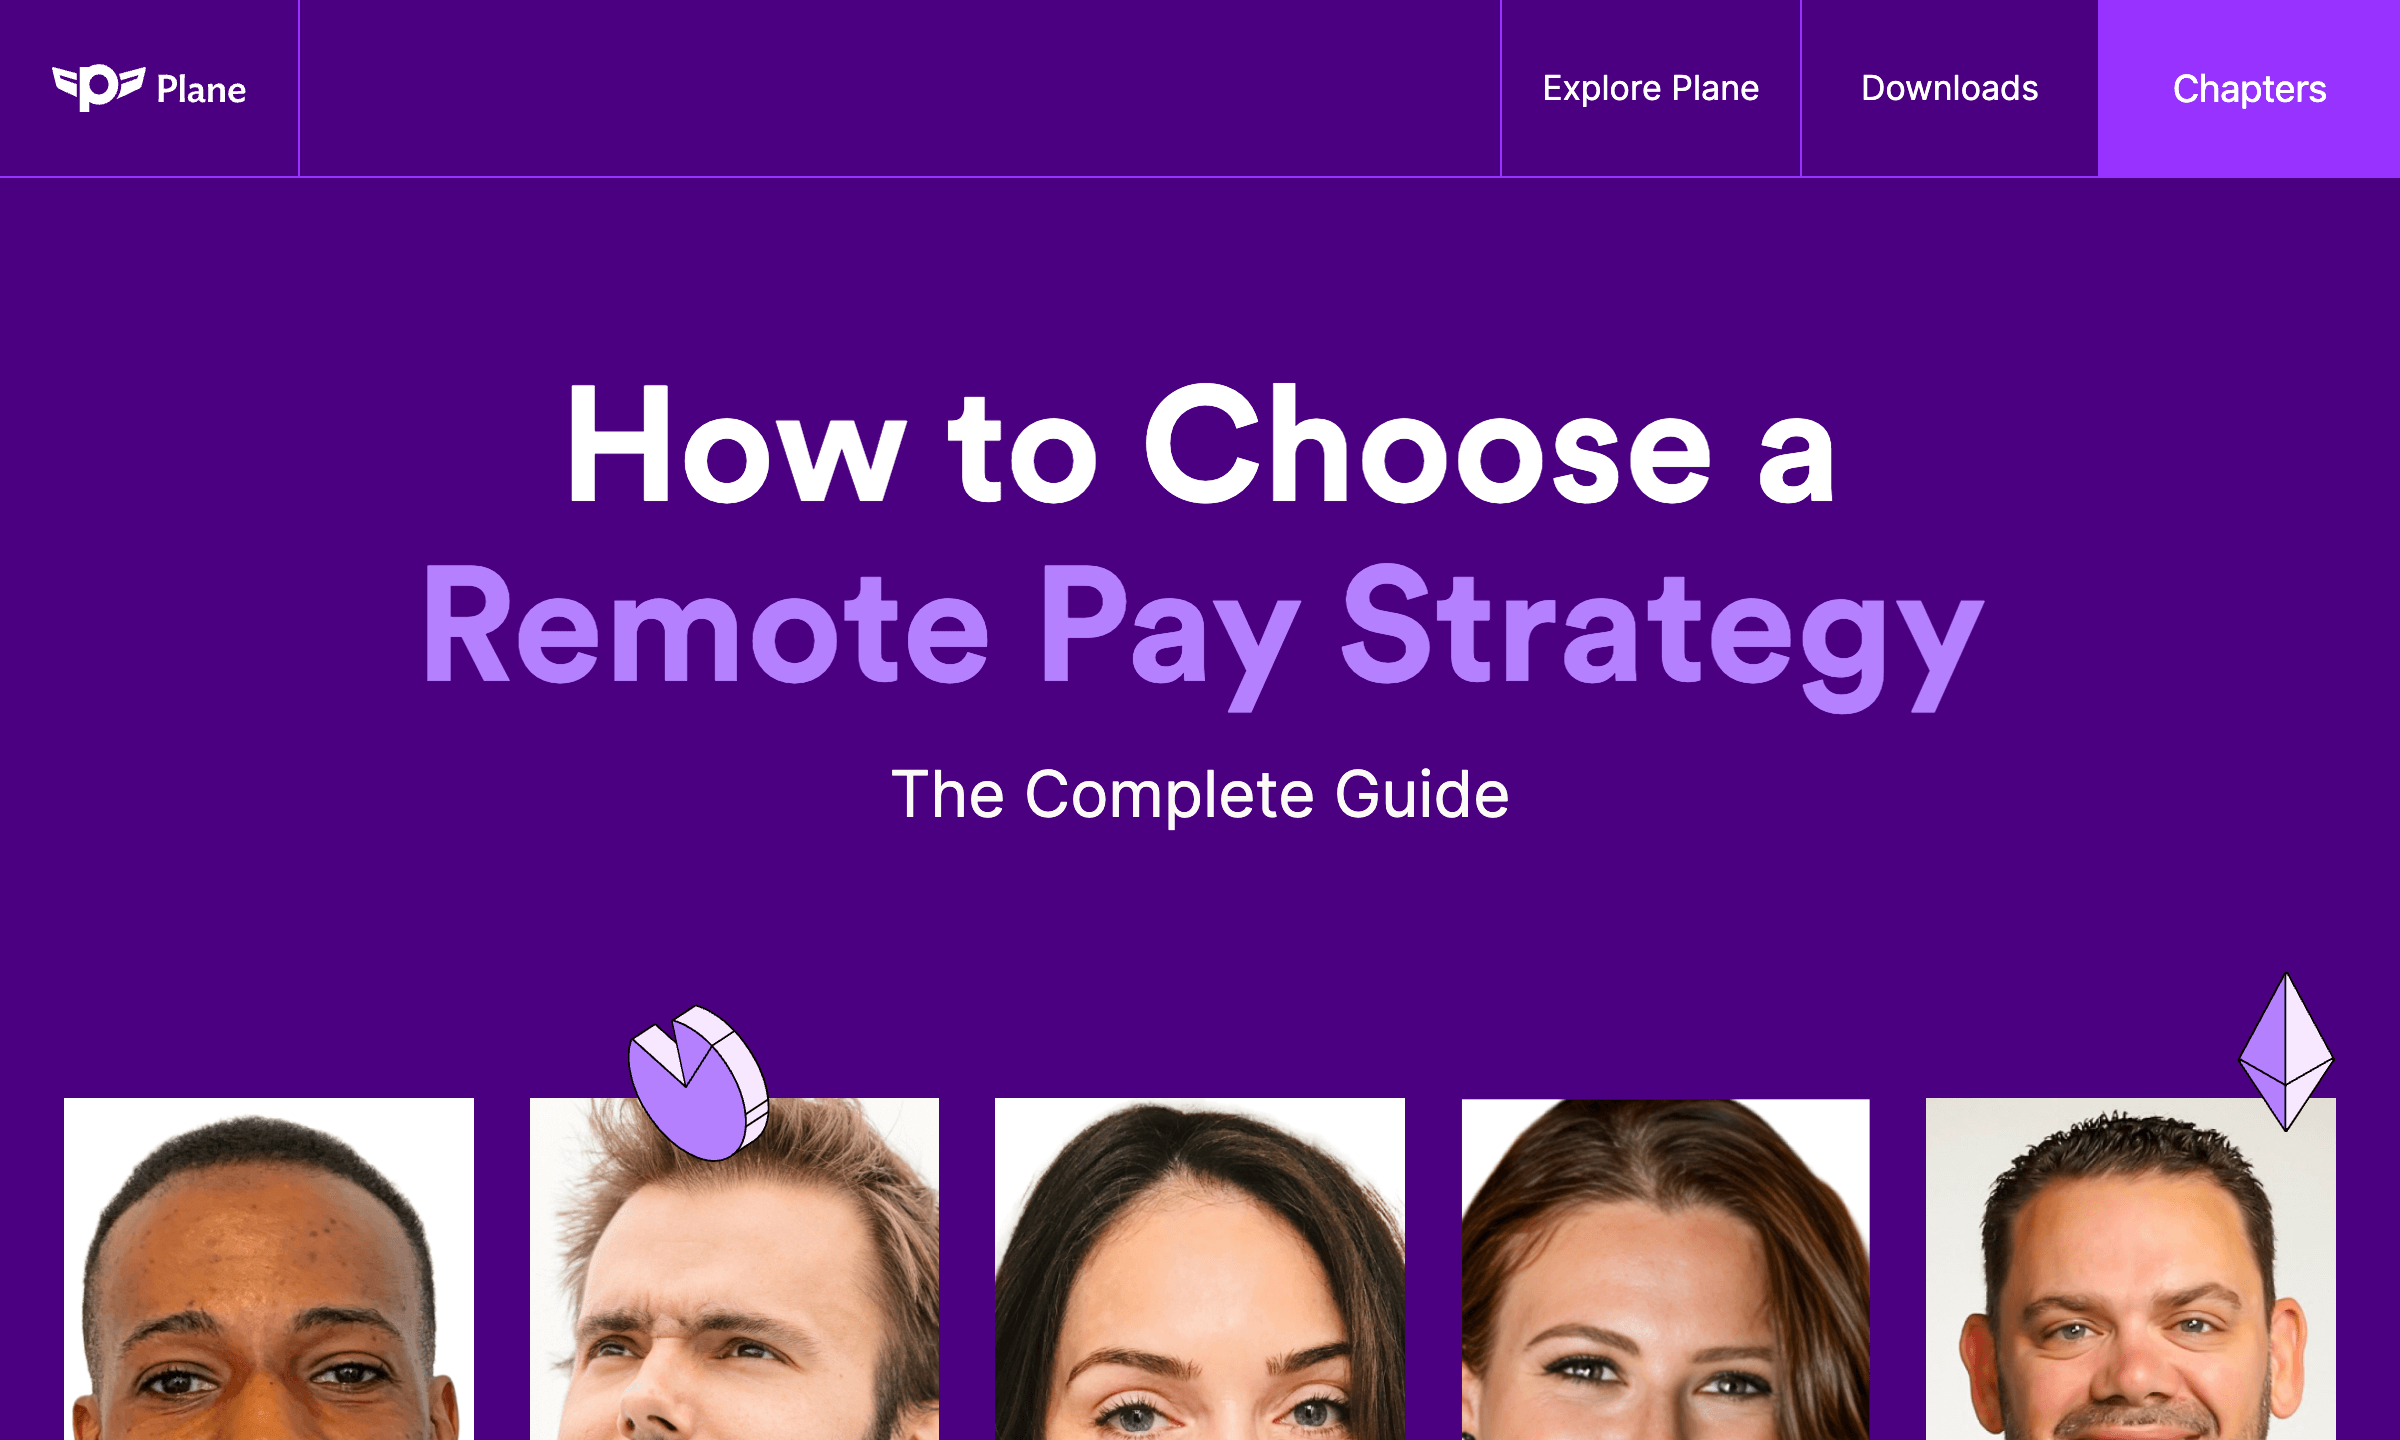 Plane
Explore Plane
Downloads
Chapters
How to Choose a
Remote Pay Strategy
The Complete Guide